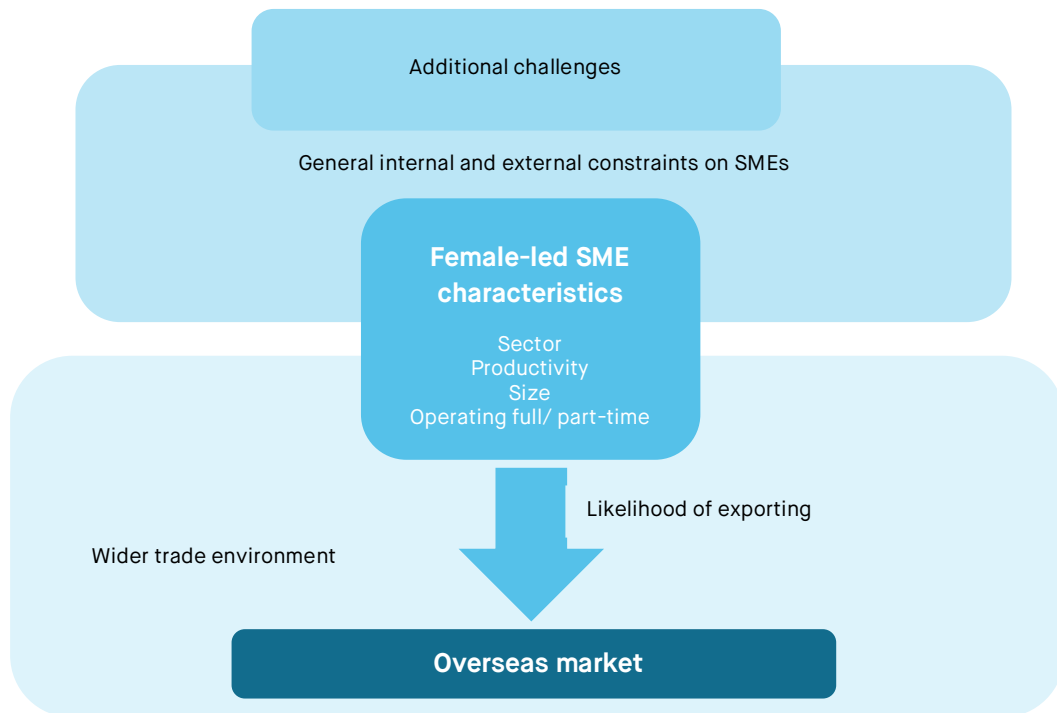 Additional challenges
General internal and external constraints on SMEs
Female-led SME
characteristics
Sector
Productivity
Size
Operating full/ part-time
Likelihood of exporting
Wider trade environment
Overseas market